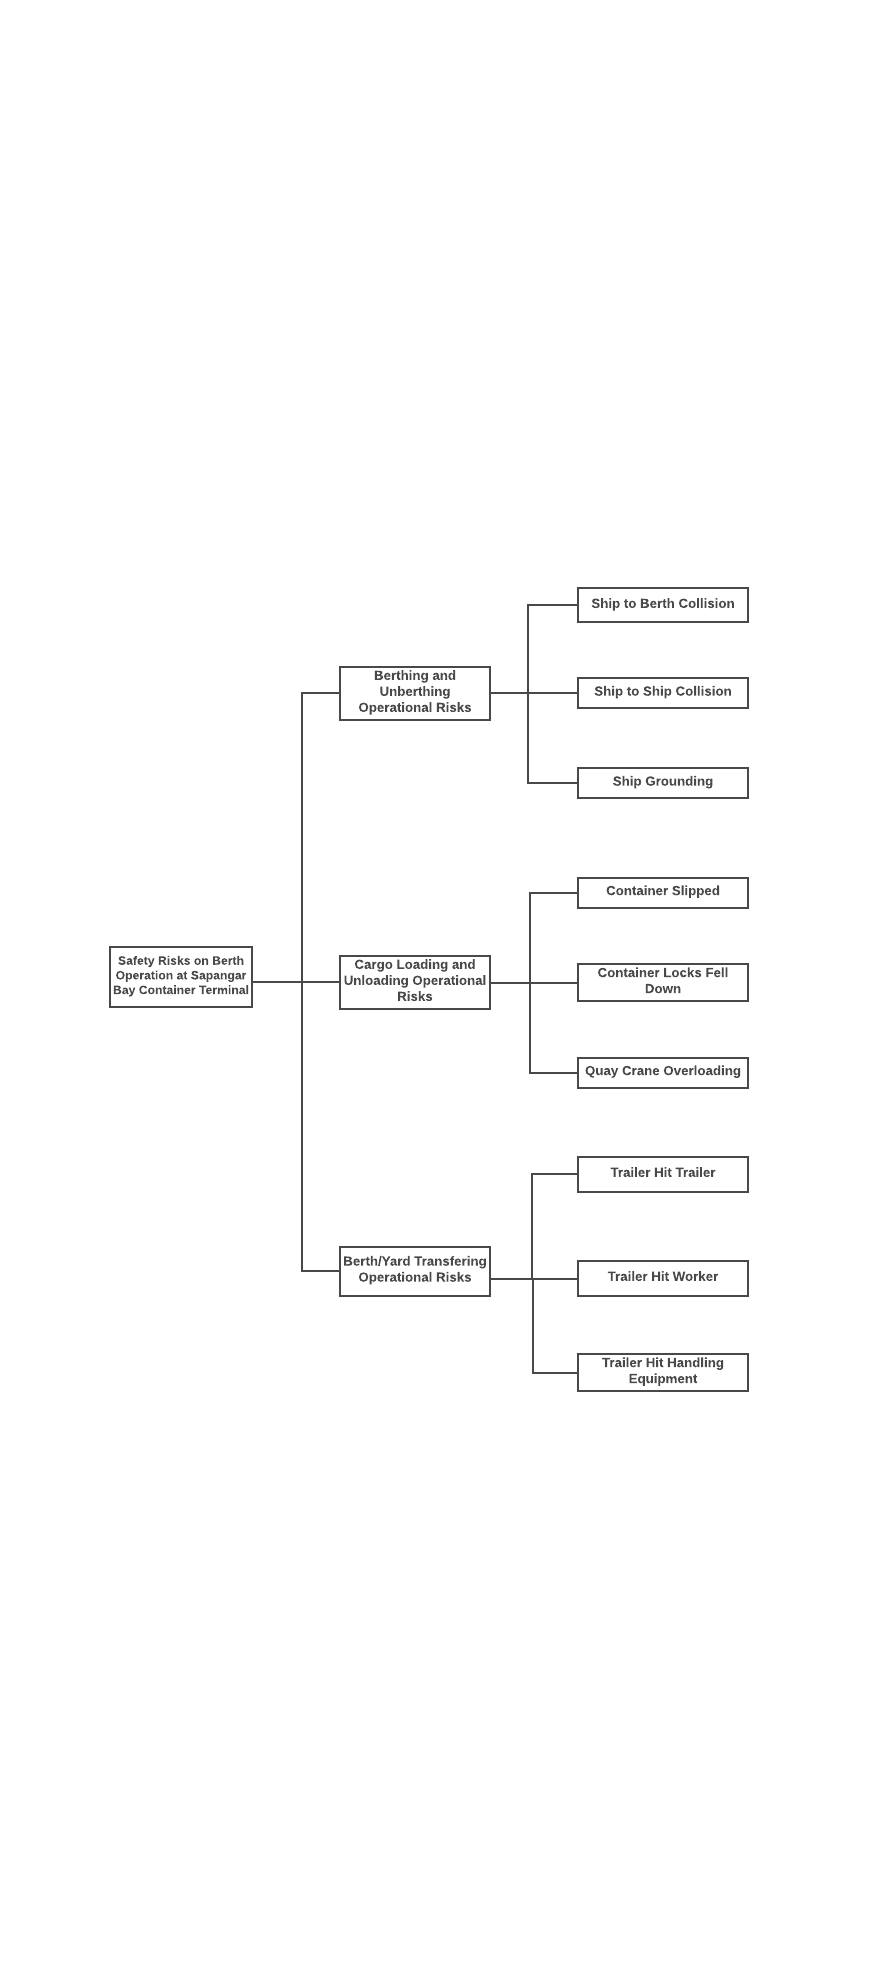 Safety Risks on Berth
Operation at Sapangar
Bay Container Terminal
Berthing and
Unberthing
Operational Risks
Ship to Berth Collision
Ship to Ship Collision
Ship Grounding
Cargo Loading and
Unloading Operational
Risks
Container Slipped
Container Locks Fell
Down
Quay Crane Overloading
Berth/Yard Transfering
Operational Risks
Trailer Hit Trailer
Trailer Hit Worker
Trailer Hit Handling
Equipment